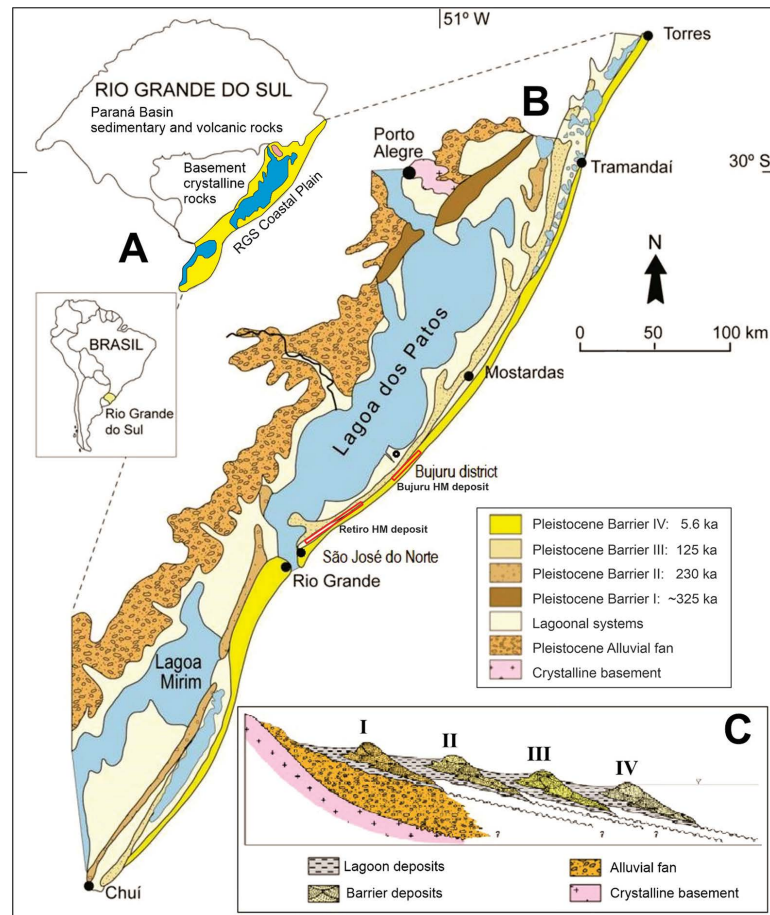 51º W
Torres
RIO GRANDE DO SUL
Paraná Basin
sedimentary and volcanic rocks
B
Porto
Alegre
Tramandaí
30º S
Basement
crystalline
rocks
RGS Coastal Plain
A
N
0 50 100 km
BRASIL
Rio Grande
do Sul
Lagoa dos Patos
Mostardas
Bujuru district
Bujuru HM deposit
Retiro HM deposit
São José do Norte
Rio Grande
Pleistocene Barrier IV: 5.6 ka
Pleistocene Barrier III: 125 ka
Pleistocene Barrier II: 230 ka
Pleistocene Barrier I: ~325 ka
Lagoonal systems
Pleistocene Alluvial fan
Crystalline basement
Lagoa
Mirim
Chuí
C
I
II
III
IV
? ? ?
Lagoon deposits
Alluvial fan
Barrier deposits
Crystalline basement